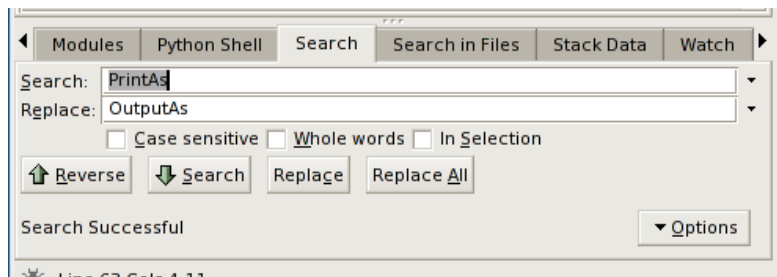 Modules Python Shell Search Search in Files Stack Data Watch
Search: PrintAs
Replace: OutputAs
Case sensitive Whole words In Selection
Reverse Search Replace Replace All
Search Successful Options